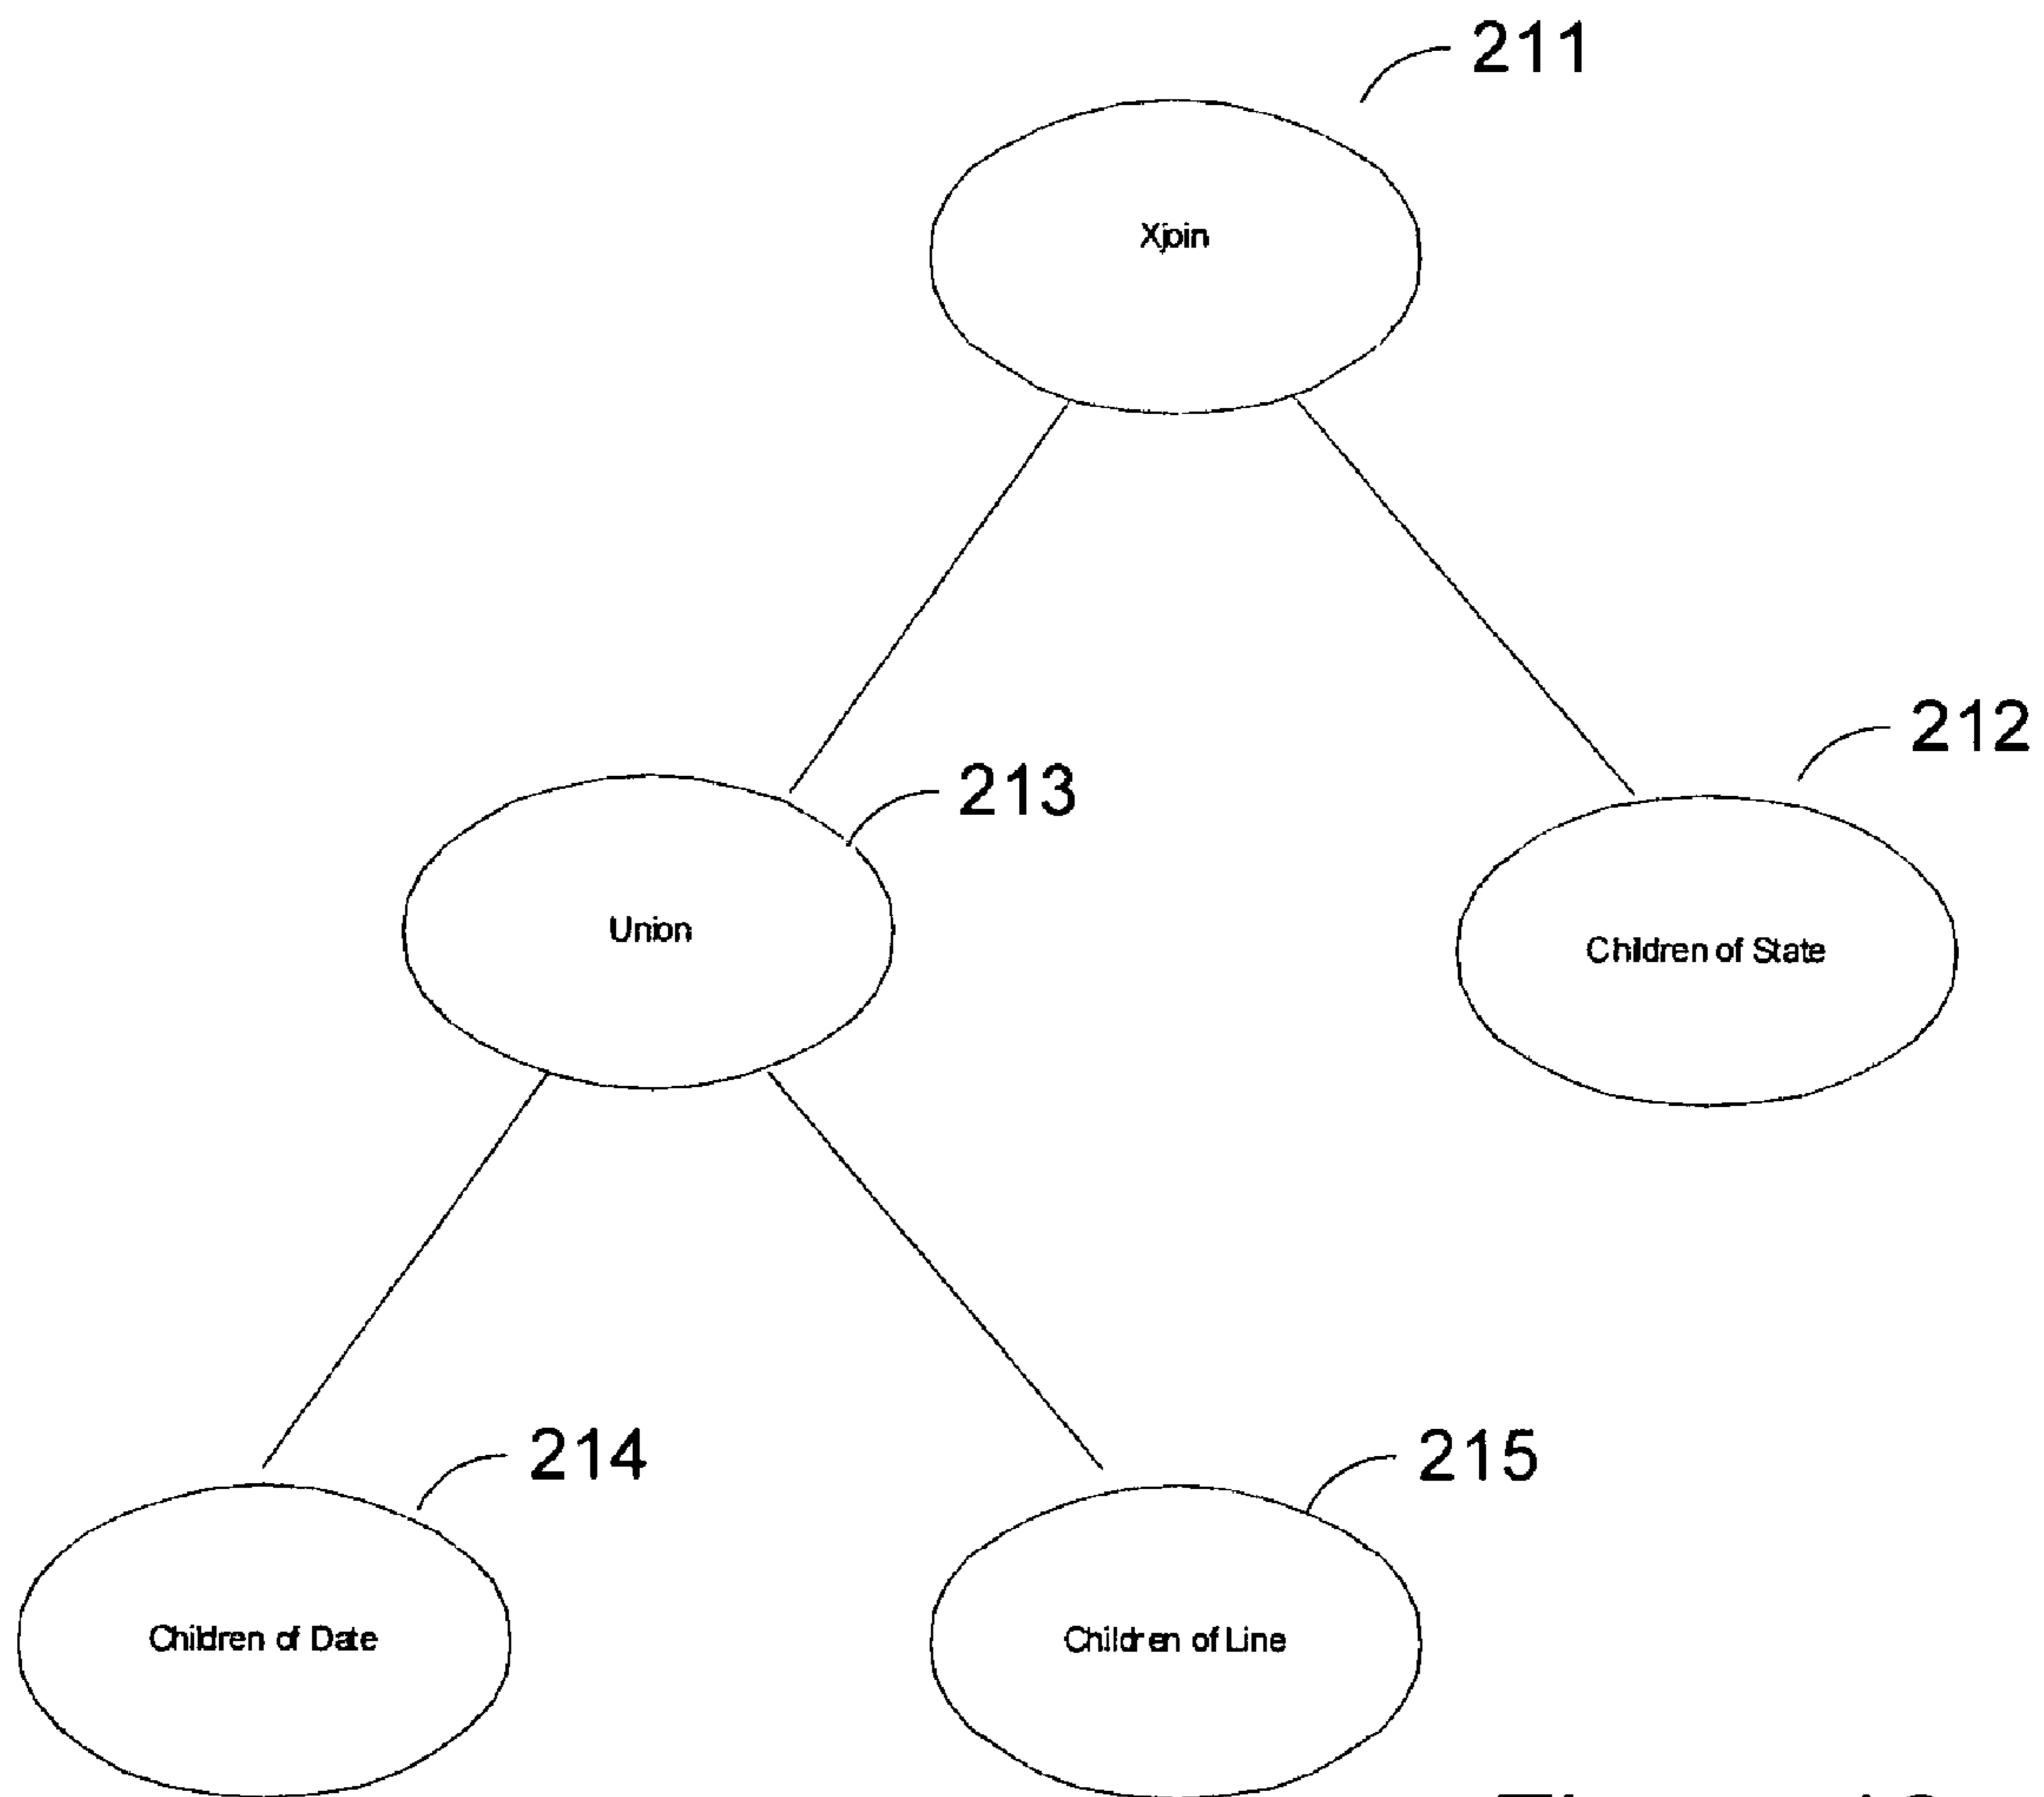 211
Xjoin
212
213
Union
Children of State
214
215
Children of Date
Children of Line